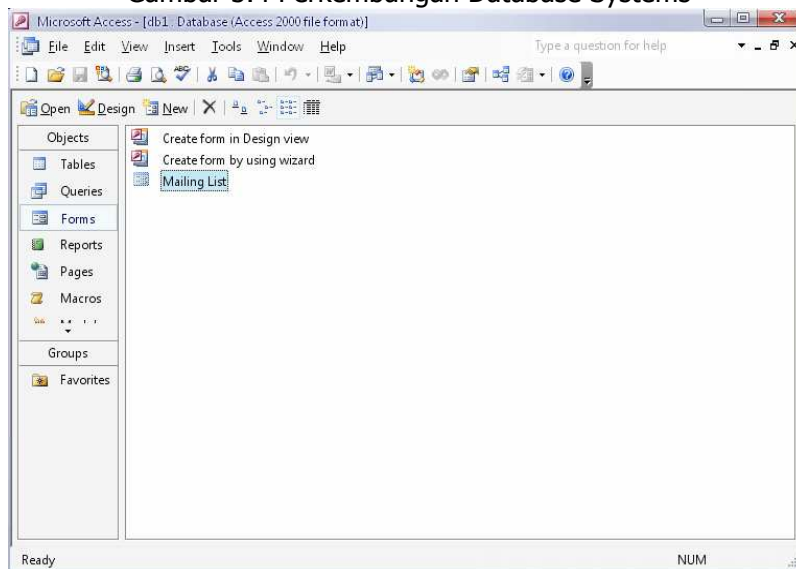 Microsoft Access - [db1 : Database (Access 2000 file format)]
File Edit View Insert Tools Window Help Type a question for help
Open Design New
Objects
Tables
Queries
Forms
Reports
Pages
Macros
Groups
Favorites
Create form in Design view
Create form by using wizard
Mailing List
Ready NUM